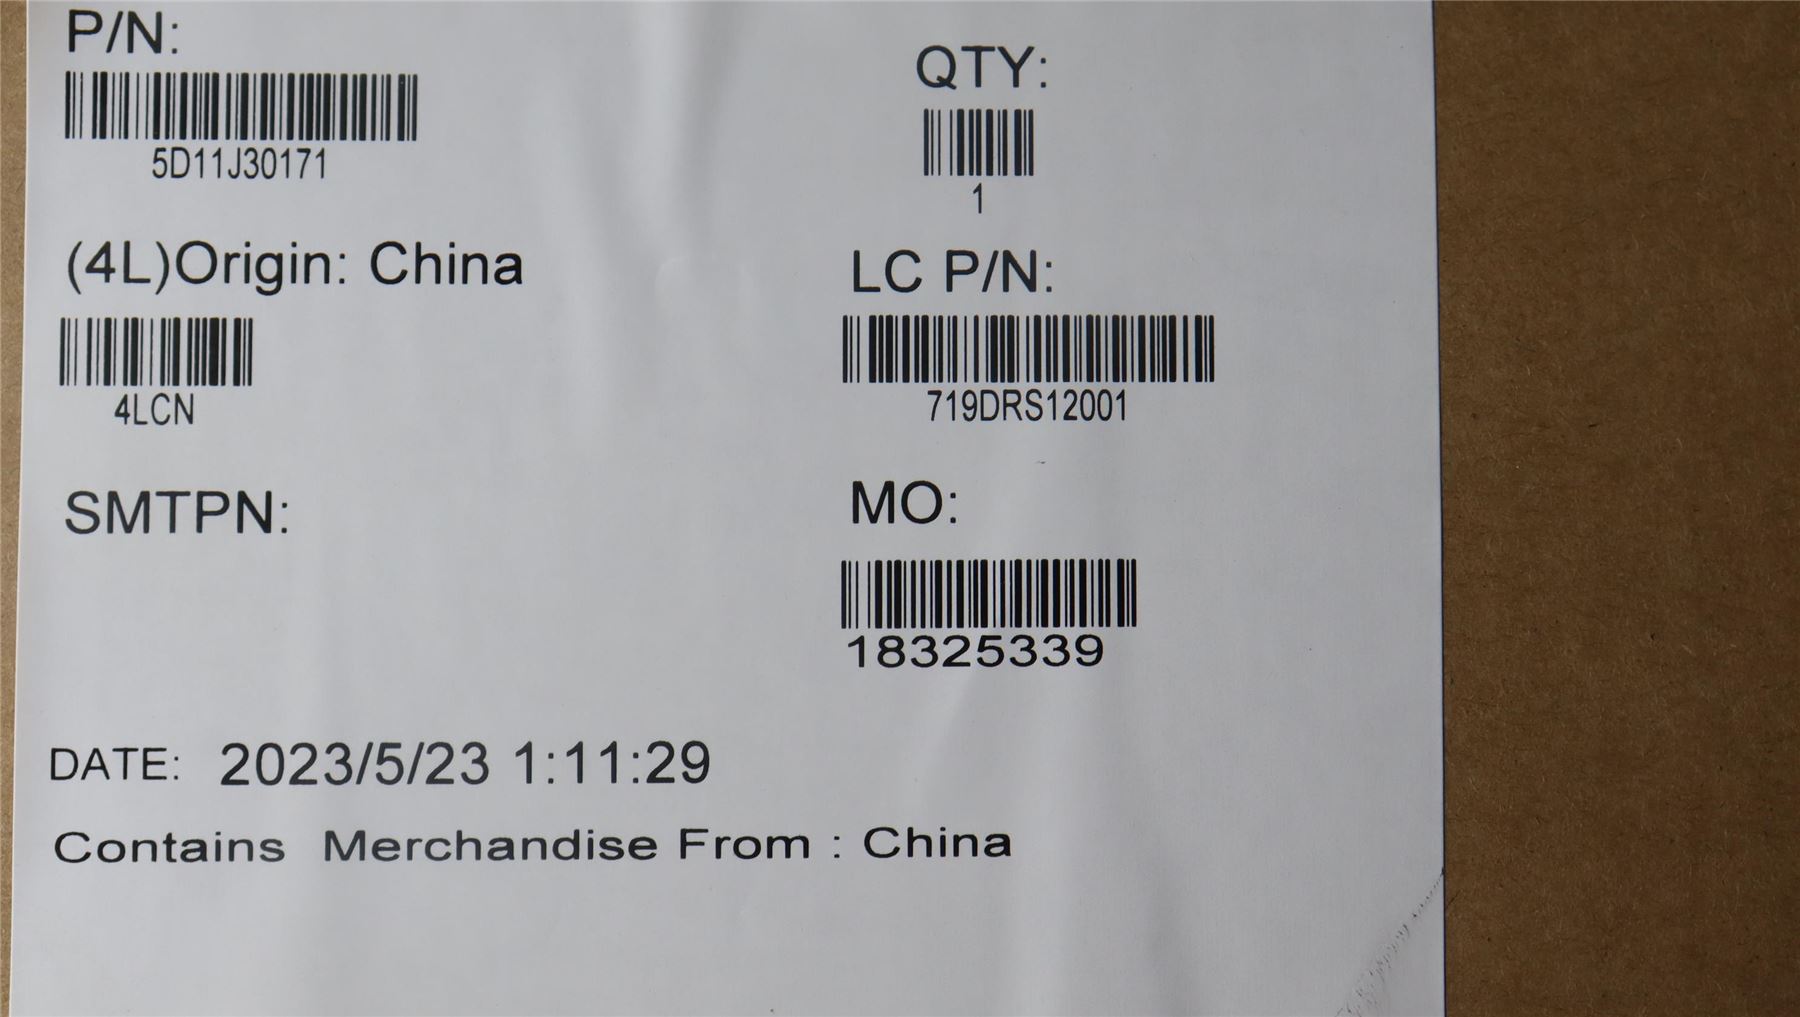 P/N:
5D11J30171
QTY:
1
(4L)Origin: China
4LCN
LC P/N:
719DRS12001
SMTPN:
MO:
18325339
DATE: 2023/5/23 1:11:29
Contains Merchandise From : China